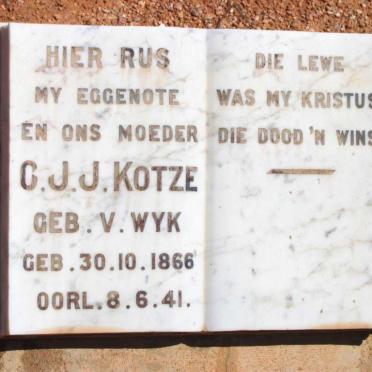 HIER RUS
MY EGGENOTE
EN ONS MOEDER
C.J.J. KOTZE
GEB. V. WYK
GEB. 30.10.1866
OORL. 8.6.41.
DIE LEWE
WAS MY KRISTUS
DIE DOOD 'N WINS